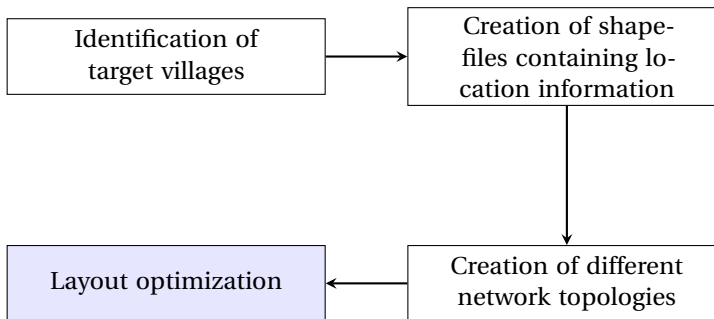 Identification of
target villages
Creation of shape-
files containing lo-
cation information
Layout optimization
Creation of different
network topologies